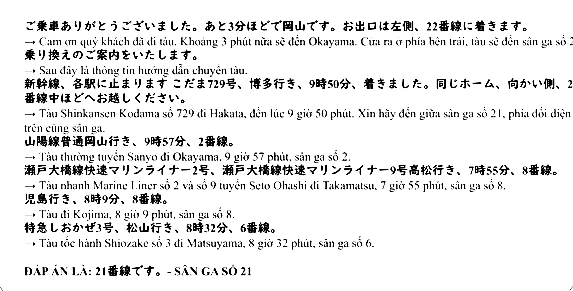 ご乗車ありがとうございました。あと3分ほどで岡山です。お出口は左側、22番線に着きます。
→ Cảm ơn quý khách đã đi tàu. Khoảng 3 phút nữa sẽ đến Okayama. Cửa ra ở phía bên trái, tàu sẽ đến sân ga số 2
乗り換えのご案内をいたします。
→ Sau đây là thông tin hướng dẫn chuyển tàu.
新幹線、各駅に止まります こだま729号、博多行き、9時50分、着きました。同じホーム、向かい側、2
番線中ほどへお越しください。
→ Tàu Shinkansen Kodama số 729 đi Hakata, đến lúc 9 giờ 50 phút. Xin hãy đến giữa sân ga số 21, phía đối diện
trên cùng sân ga.
山陽線普通岡山行き、9時57分、2番線。
→ Tàu thường tuyến Sanyo đi Okayama, 9 giờ 57 phút, sân ga số 2.
瀬戸大橋線快速マリンライナー2号、瀬戸大橋線快速マリンライナー9号高松行き、7時55分、8番線。
→ Tàu nhanh Marine Liner số 2 và số 9 tuyến Seto Ohashi đi Takamatsu, 7 giờ 55 phút, sân ga số 8.
児島行き、8時9分、8番線。
→ Tàu đi Kojima, 8 giờ 9 phút, sân ga số 8.
特急しおかぜ3号、松山行き、8時32分、6番線。
→ Tàu tốc hành Shiozake số 3 đi Matsuyama, 8 giờ 32 phút, sân ga số 6.
ĐÁP ÁN LÀ: 21番線です。- SÂN GA SỐ 21